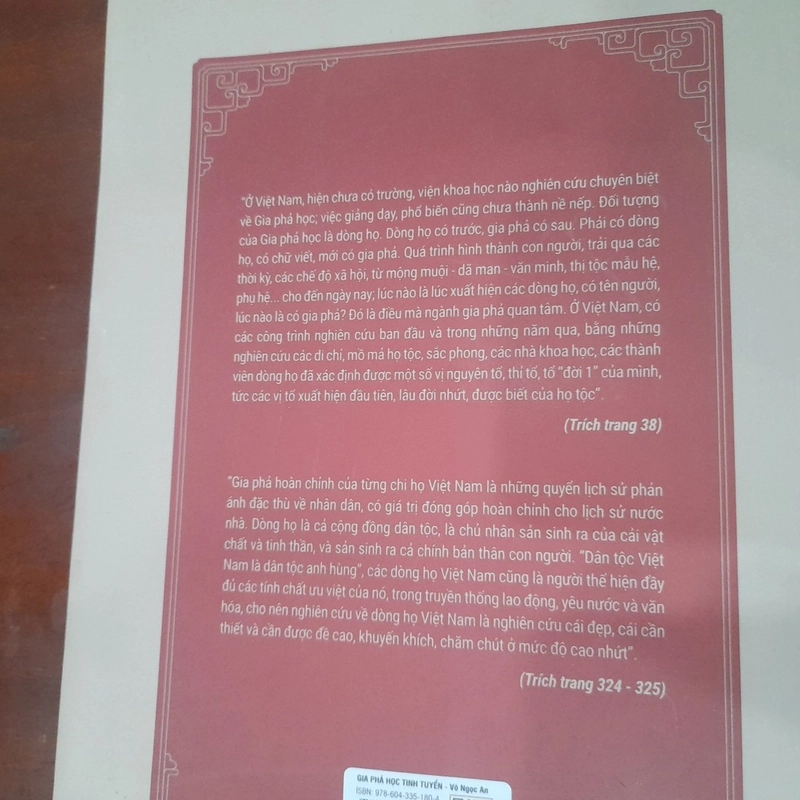 "Ở Việt Nam, hiện chưa có trường, viện khoa học nào nghiên cứu chuyên biệt
về Gia phả học; việc giảng dạy, phổ biến cũng chưa thành nề nếp. Đối tượng
của Gia phả học là dòng họ. Dòng họ có trước, gia phả có sau. Phải có dòng
họ, có chữ viết, mới có gia phả. Quá trình hình thành con người, trải qua các
thời kỳ, các chế độ xã hội, từ mông muội - dã man - văn minh, thị tộc mẫu hệ,
phụ hệ... cho đến ngày nay; lúc nào là lúc xuất hiện các dòng họ, có tên người,
lúc nào là có gia phả? Đó là điều mà ngành gia phả quan tâm. Ở Việt Nam, có
các công trình nghiên cứu ban đầu và trong những năm qua, bằng những
nghiên cứu các di chỉ, mồ mả họ tộc, sắc phong, các nhà khoa học, các thành
viên dòng họ đã xác định được một số vị nguyên tổ, thỉ tổ, tổ "đời 1" của mình,
tức các vị tổ xuất hiện đầu tiên, lâu đời nhứt, được biết của họ tộc".
(Trích trang 38)
"Gia phả hoàn chỉnh của từng chi họ Việt Nam là những quyển lịch sử phản
ánh đặc thù về nhân dân, có giá trị đóng góp hoàn chỉnh cho lịch sử nước
nhà. Dòng họ là cả cộng đồng dân tộc, là chủ nhân sản sinh ra của cải vật
chất và tinh thần, và sản sinh ra cả chính bản thân con người. "Dân tộc Việt
Nam là dân tộc anh hùng", các dòng họ Việt Nam cũng là người thể hiện đầy
đủ các tính chất ưu việt của nó, trong truyền thống lao động, yêu nước và văn
hóa, cho nên nghiên cứu về dòng họ Việt Nam là nghiên cứu cái đẹp, cái cần
thiết và cần được đề cao, khuyến khích, chăm chút ở mức độ cao nhứt".
(Trích trang 324 - 325)
GIA PHẢ HỌC TINH TUYỂN - Võ Ngọc An
ISBN: 978-604-335-180-4